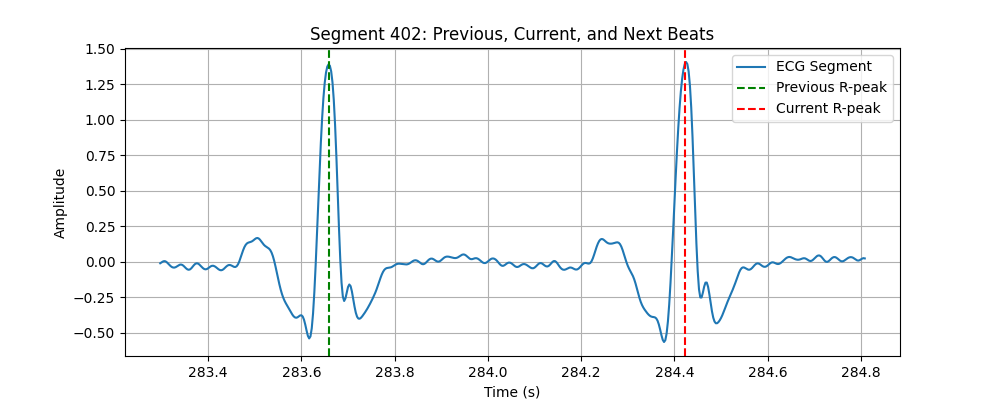 Segment 402: Previous, Current, and Next Beats
1.50
1.25
1.00
0.75
0.50
0.25
0.00
−0.25
−0.50
Amplitude
ECG Segment
Previous R-peak
Current R-peak
283.4 283.6 283.8 284.0 284.2 284.4 284.6 284.8
Time (s)